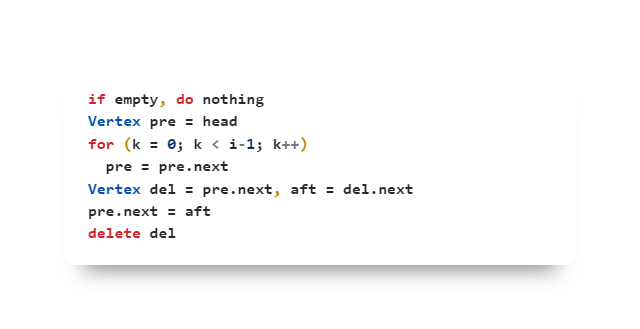 if empty, do nothing
Vertex pre = head
for (k = 0; k < i-1; k++)
  pre = pre.next
Vertex del = pre.next, aft = del.next
pre.next = aft
delete del